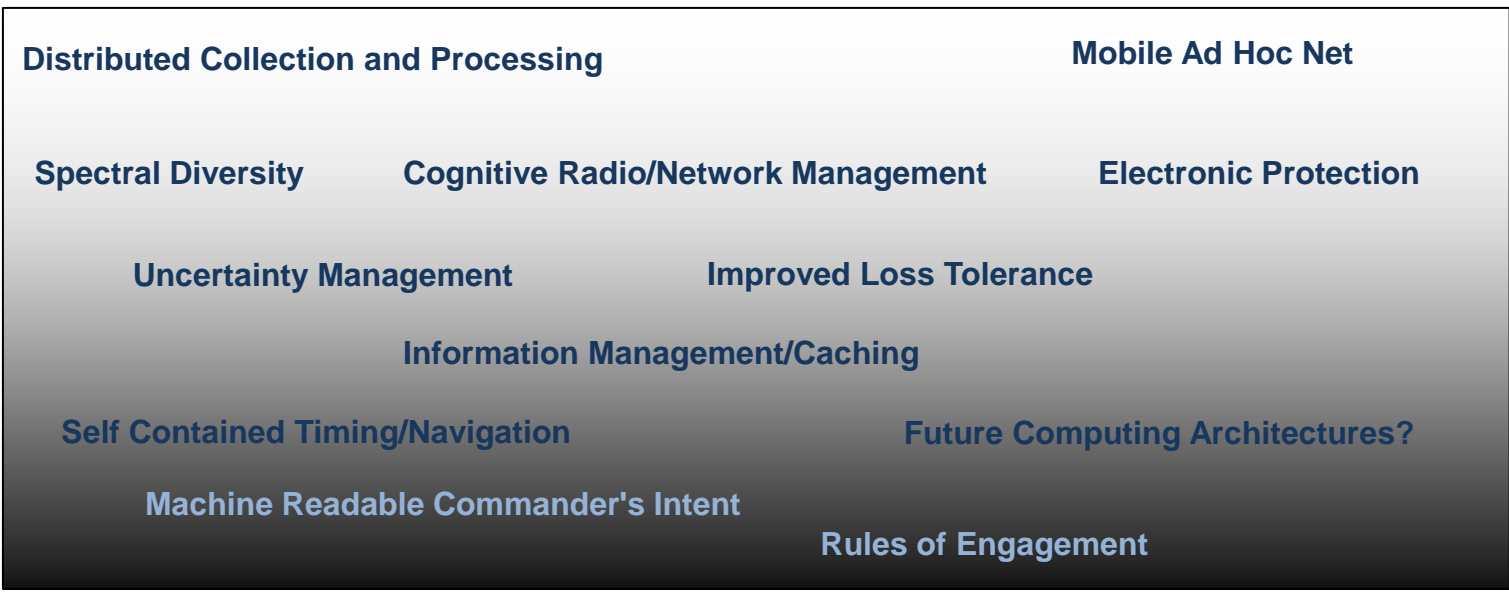 Distributed Collection and Processing
Mobile Ad Hoc Net
Spectral Diversity
Cognitive Radio/Network Management
Electronic Protection
Uncertainty Management
Improved Loss Tolerance
Information Management/Caching
Self Contained Timing/Navigation
Future Computing Architectures?
Machine Readable Commander's Intent
Rules of Engagement